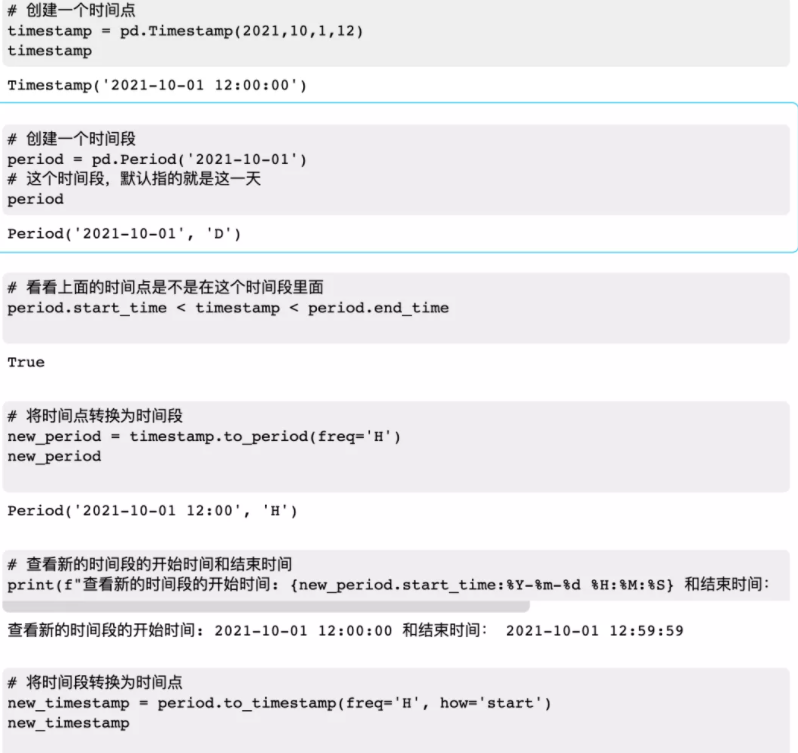 # 创建一个时间点
timestamp = pd.Timestamp(2021,10,1,12)
timestamp
Timestamp('2021-10-01 12:00:00')
# 创建一个时间段
period = pd.Period('2021-10-01')
# 这个时间段，默认指的就是这一天
period
Period('2021-10-01', 'D')
# 看看上面的时间点是不是在这个时间段里面
period.start_time < timestamp < period.end_time
True
# 将时间点转换为时间段
new_period = timestamp.to_period(freq='H')
new_period
Period('2021-10-01 12:00', 'H')
# 查看新的时间段的开始时间和结束时间
print(f"查看新的时间段的开始时间: {new_period.start_time:%Y-%m-%d %H:%M:%S} 和结束时间:
查看新的时间段的开始时间: 2021-10-01 12:00:00 和结束时间: 2021-10-01 12:59:59
# 将时间段转换为时间点
new_timestamp = period.to_timestamp(freq='H', how='start')
new_timestamp